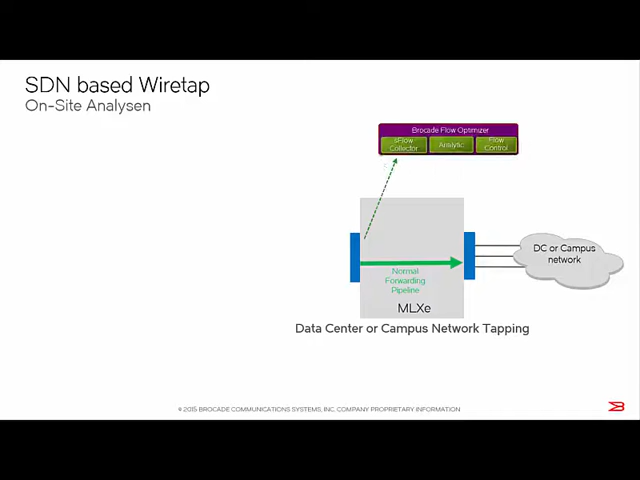 SDN based Wiretap
On-Site Analysen
Brocade Flow Optimizer
sFlow
Collector
Analytic
Flow
Control
DC or Campus
network
Normal
Forwarding
Pipeline
MLXe
Data Center or Campus Network Tapping
© 2015 BROCADE COMMUNICATIONS SYSTEMS, INC. COMPANY PROPRIETARY INFORMATION